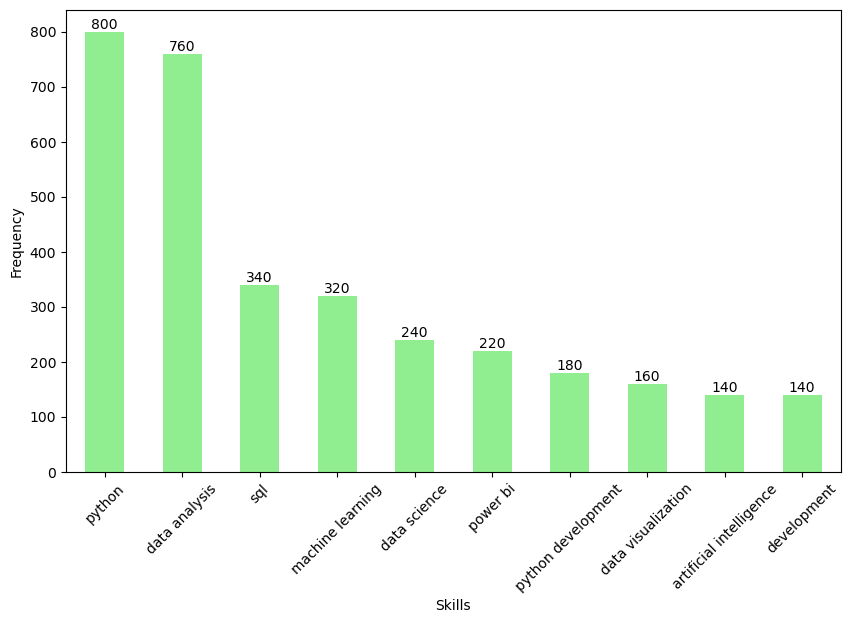 800
760
340
320
240
220
180
160
140
140
800
700
600
500
400
300
200
100
0
Frequency
python
data analysis
sql
machine learning
data science
power bi
python development
data visualization
artificial intelligence
development
Skills